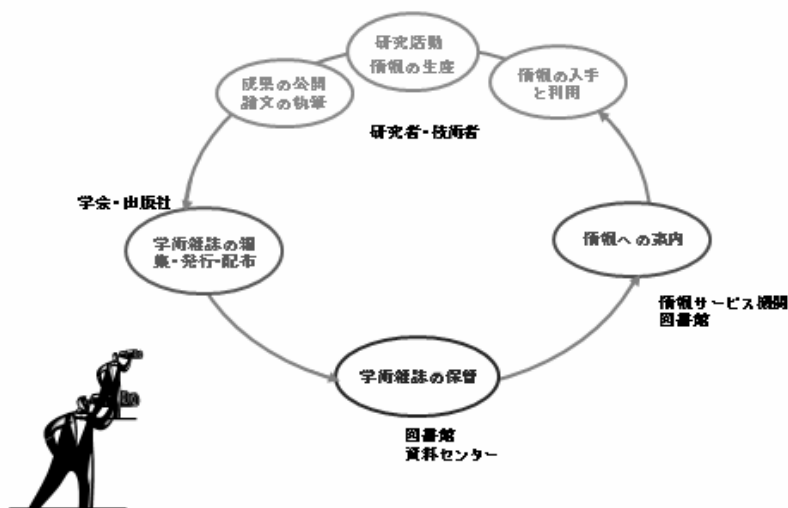 研究活動
情報の生産
成果の公開
論文の執筆
情報の入手
と利用
研究者・技術者
学会・出版社
学術雑誌の編
集・発行・配布
情報への案内
情報サービス機関
図書館
学術雑誌の保管
図書館
資料センター